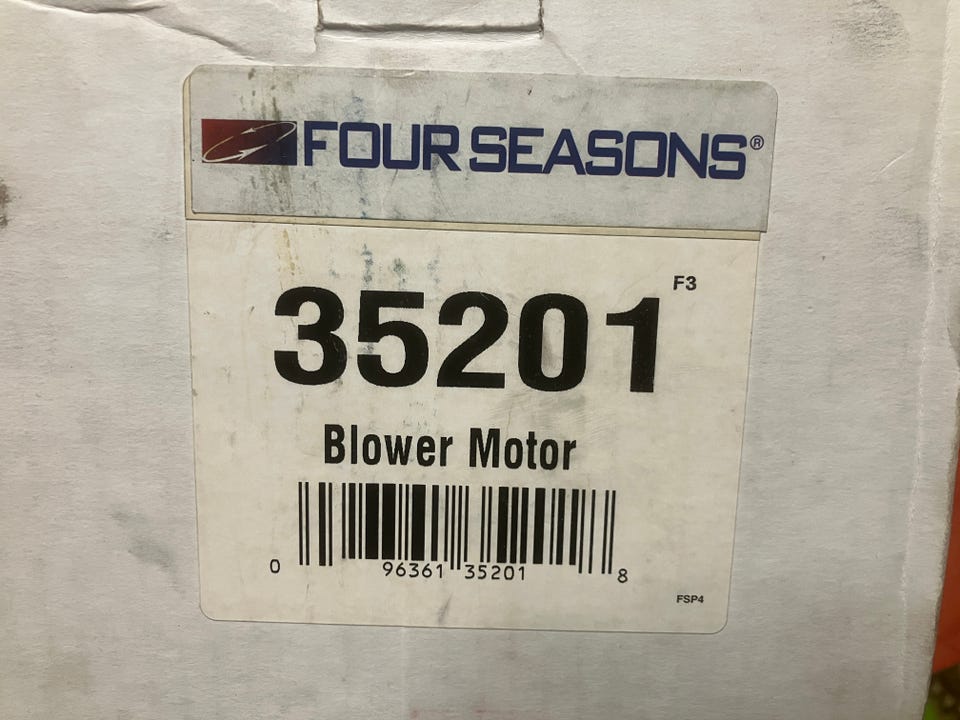 FOUR SEASONS®
F3
35201
Blower Motor
0 96361 35201 8
FSP4